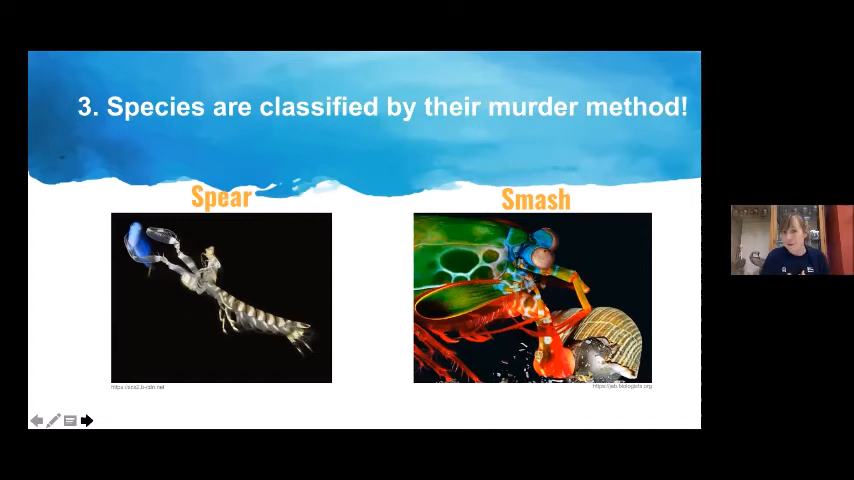 3. Species are classified by their murder method!
Spear
Smash
https://jeb.biologists.org